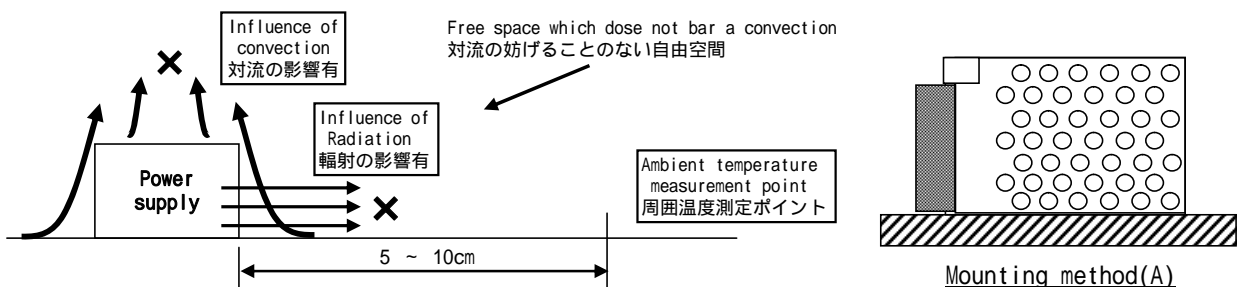 Influence of
convection
対流の影響有
Free space which dose not bar a convection
対流の妨げることのない自由空間
Influence of
Radiation
輻射の影響有
Power
supply
Ambient temperature
measurement point
周囲温度測定ポイント
5 ~ 10cm
Mounting method(A)